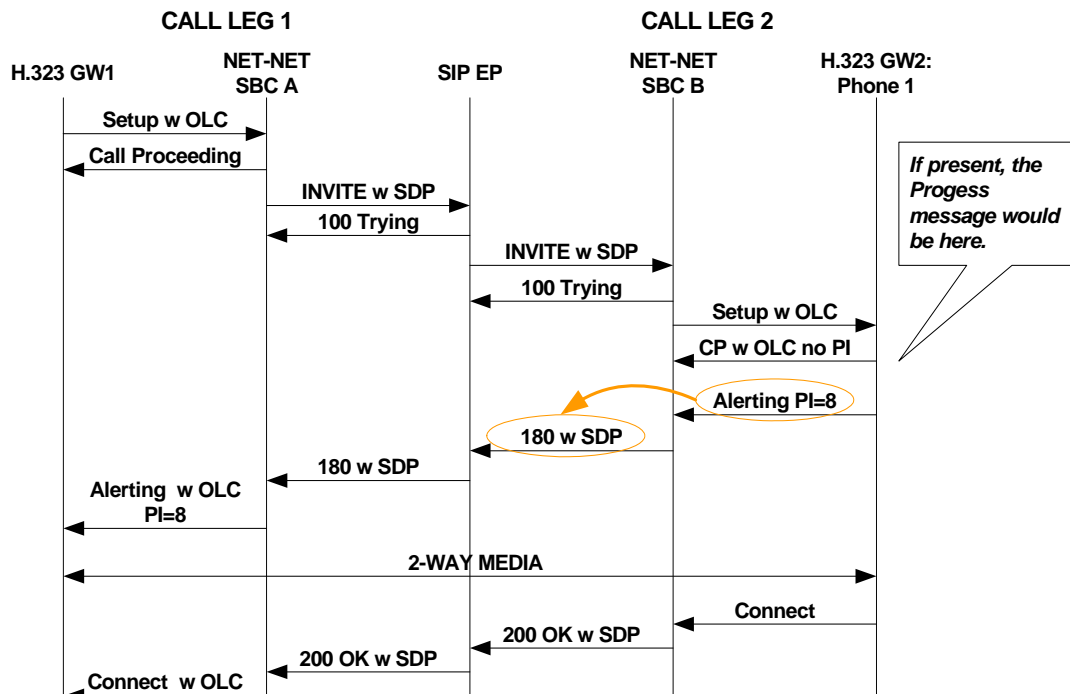 CALL LEG 1
CALL LEG 2
H.323 GW1
NET-NET
SBC A
SIP EP
NET-NET
SBC B
H.323 GW2:
Phone 1
Setup w OLC
Call Proceeding
If present, the
Progess
message would
be here.
INVITE w SDP
100 Trying
INVITE w SDP
100 Trying
Setup w OLC
CP w OLC no PI
Alerting PI=8
180 w SDP
180 w SDP
Alerting w OLC
PI=8
2-WAY MEDIA
Connect
200 OK w SDP
200 OK w SDP
Connect w OLC